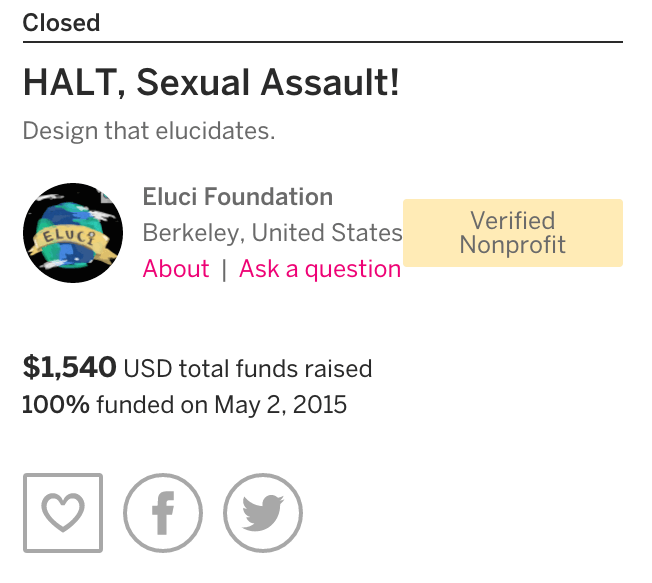 Closed
HALT, Sexual Assault!
Design that elucidates.
ELUCI
Eluci Foundation
Berkeley, United States
About | Ask a question
Verified
Nonprofit
$1,540 USD total funds raised
100% funded on May 2, 2015